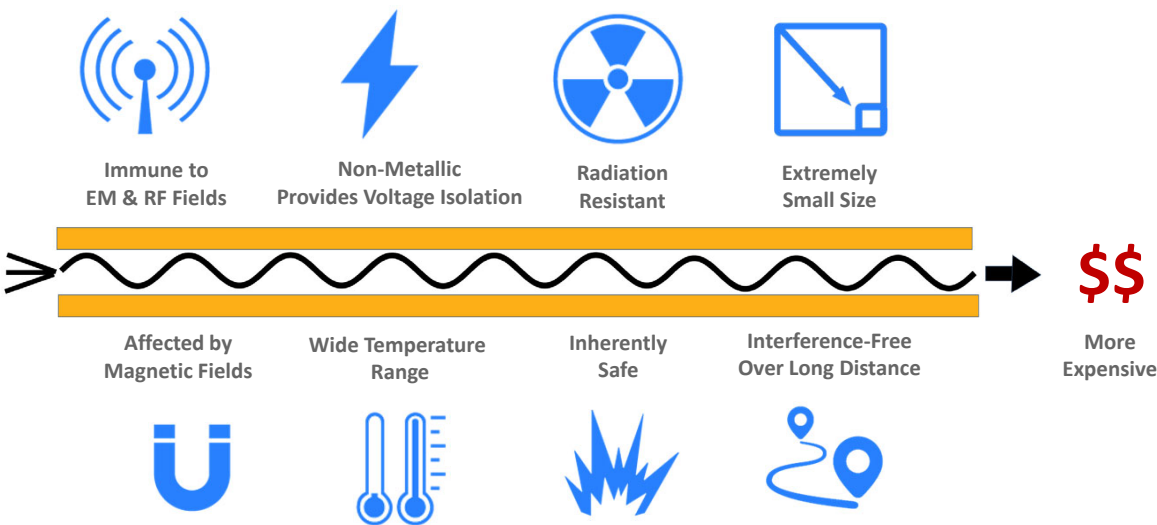 Immune to
EM & RF Fields
Non-Metallic
Provides Voltage Isolation
Radiation
Resistant
Extremely
Small Size
$$
Affected by
Magnetic Fields
Wide Temperature
Range
Inherently
Safe
Interference-Free
Over Long Distance
More
Expensive